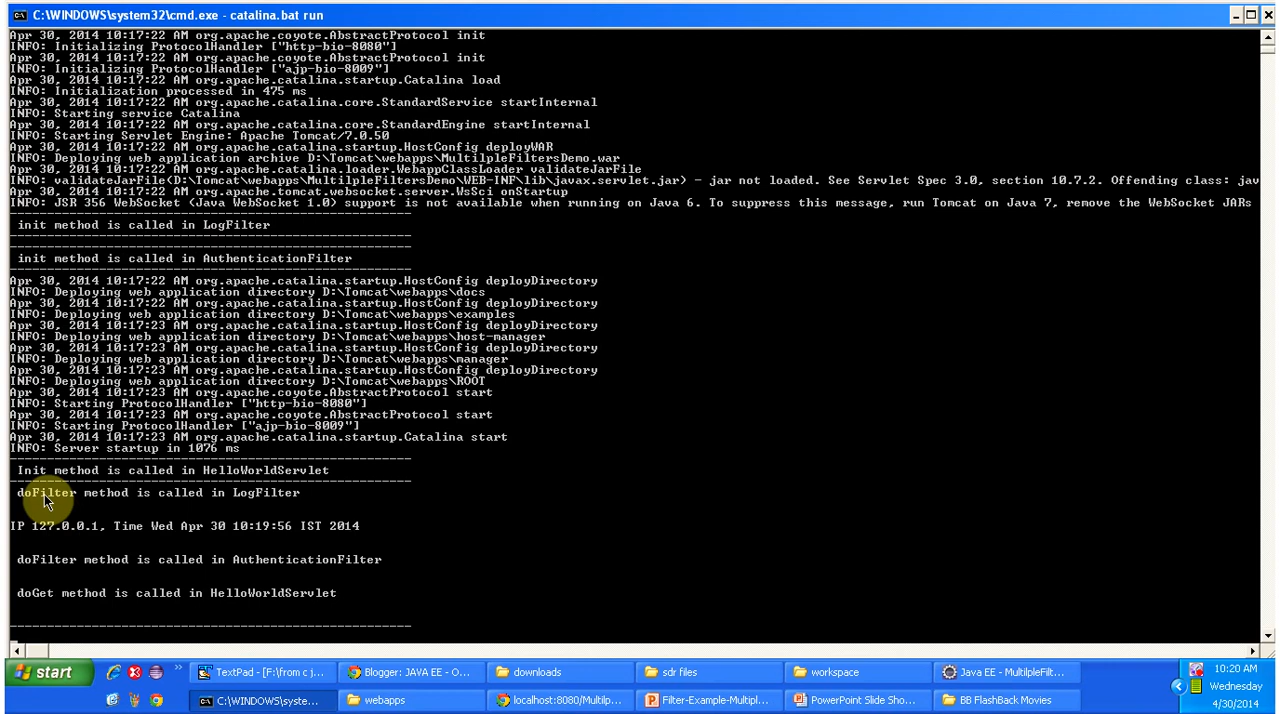 C:\WINDOWS\system32\cmd.exe - catalina.bat run
Apr 30, 2014 10:17:22 AM org.apache.coyote.AbstractProtocol init
INFO: Initializing ProtocolHandler ["http-bio-8080"]
Apr 30, 2014 10:17:22 AM org.apache.coyote.AbstractProtocol init
INFO: Initializing ProtocolHandler ["ajp-bio-8009"]
Apr 30, 2014 10:17:22 AM org.apache.catalina.startup.Catalina load
INFO: Initialization processed in 475 ms
Apr 30, 2014 10:17:22 AM org.apache.catalina.core.StandardService startInternal
INFO: Starting service Catalina
Apr 30, 2014 10:17:22 AM org.apache.catalina.core.StandardEngine startInternal
INFO: Starting Servlet Engine: Apache Tomcat/7.0.50
Apr 30, 2014 10:17:22 AM org.apache.catalina.startup.HostConfig deployWAR
INFO: Deploying web application archive D:\Tomcat\webapps\MultilpleFiltersDemo.war
Apr 30, 2014 10:17:22 AM org.apache.catalina.loader.WebappClassLoader validateJarFile
INFO: validateJarFile(D:\Tomcat\webapps\MultilpleFiltersDemo\WEB-INF\lib\javax.servlet.jar) - jar not loaded. See Servlet Spec 3.0, section 10.7.2. Offending class: jav
Apr 30, 2014 10:17:22 AM org.apache.tomcat.websocket.server.WsSci onStartup
INFO: JSR 356 WebSocket (Java WebSocket 1.0) support is not available when running on Java 6. To suppress this message, run Tomcat on Java 7, remove the WebSocket JARs
------------------------------------------------------
init method is called in LogFilter
------------------------------------------------------
------------------------------------------------------
init method is called in AuthenticationFilter
------------------------------------------------------
Apr 30, 2014 10:17:22 AM org.apache.catalina.startup.HostConfig deployDirectory
INFO: Deploying web application directory D:\Tomcat\webapps\docs
Apr 30, 2014 10:17:22 AM org.apache.catalina.startup.HostConfig deployDirectory
INFO: Deploying web application directory D:\Tomcat\webapps\examples
Apr 30, 2014 10:17:23 AM org.apache.catalina.startup.HostConfig deployDirectory
INFO: Deploying web application directory D:\Tomcat\webapps\host-manager
Apr 30, 2014 10:17:23 AM org.apache.catalina.startup.HostConfig deployDirectory
INFO: Deploying web application directory D:\Tomcat\webapps\manager
Apr 30, 2014 10:17:23 AM org.apache.catalina.startup.HostConfig deployDirectory
INFO: Deploying web application directory D:\Tomcat\webapps\ROOT
Apr 30, 2014 10:17:23 AM org.apache.coyote.AbstractProtocol start
INFO: Starting ProtocolHandler ["http-bio-8080"]
Apr 30, 2014 10:17:23 AM org.apache.coyote.AbstractProtocol start
INFO: Starting ProtocolHandler ["ajp-bio-8009"]
Apr 30, 2014 10:17:23 AM org.apache.catalina.startup.Catalina start
INFO: Server startup in 1076 ms
------------------------------------------------------
Init method is called in HelloWorldServlet
------------------------------------------------------
doFilter method is called in LogFilter
IP 127.0.0.1, Time Wed Apr 30 10:19:56 IST 2014
doFilter method is called in AuthenticationFilter
doGet method is called in HelloWorldServlet
------------------------------------------------------
start
TextPad - [F:\from c j...
Blogger: JAVA EE - O...
downloads
sdr files
workspace
Java EE - MultilpleFilt...
10:20 AM
C:\WINDOWS\syste...
webapps
localhost:8080/Multilp...
Filter-Example-Multipl...
PowerPoint Slide Sho...
BB FlashBack Movies
Wednesday
4/30/2014